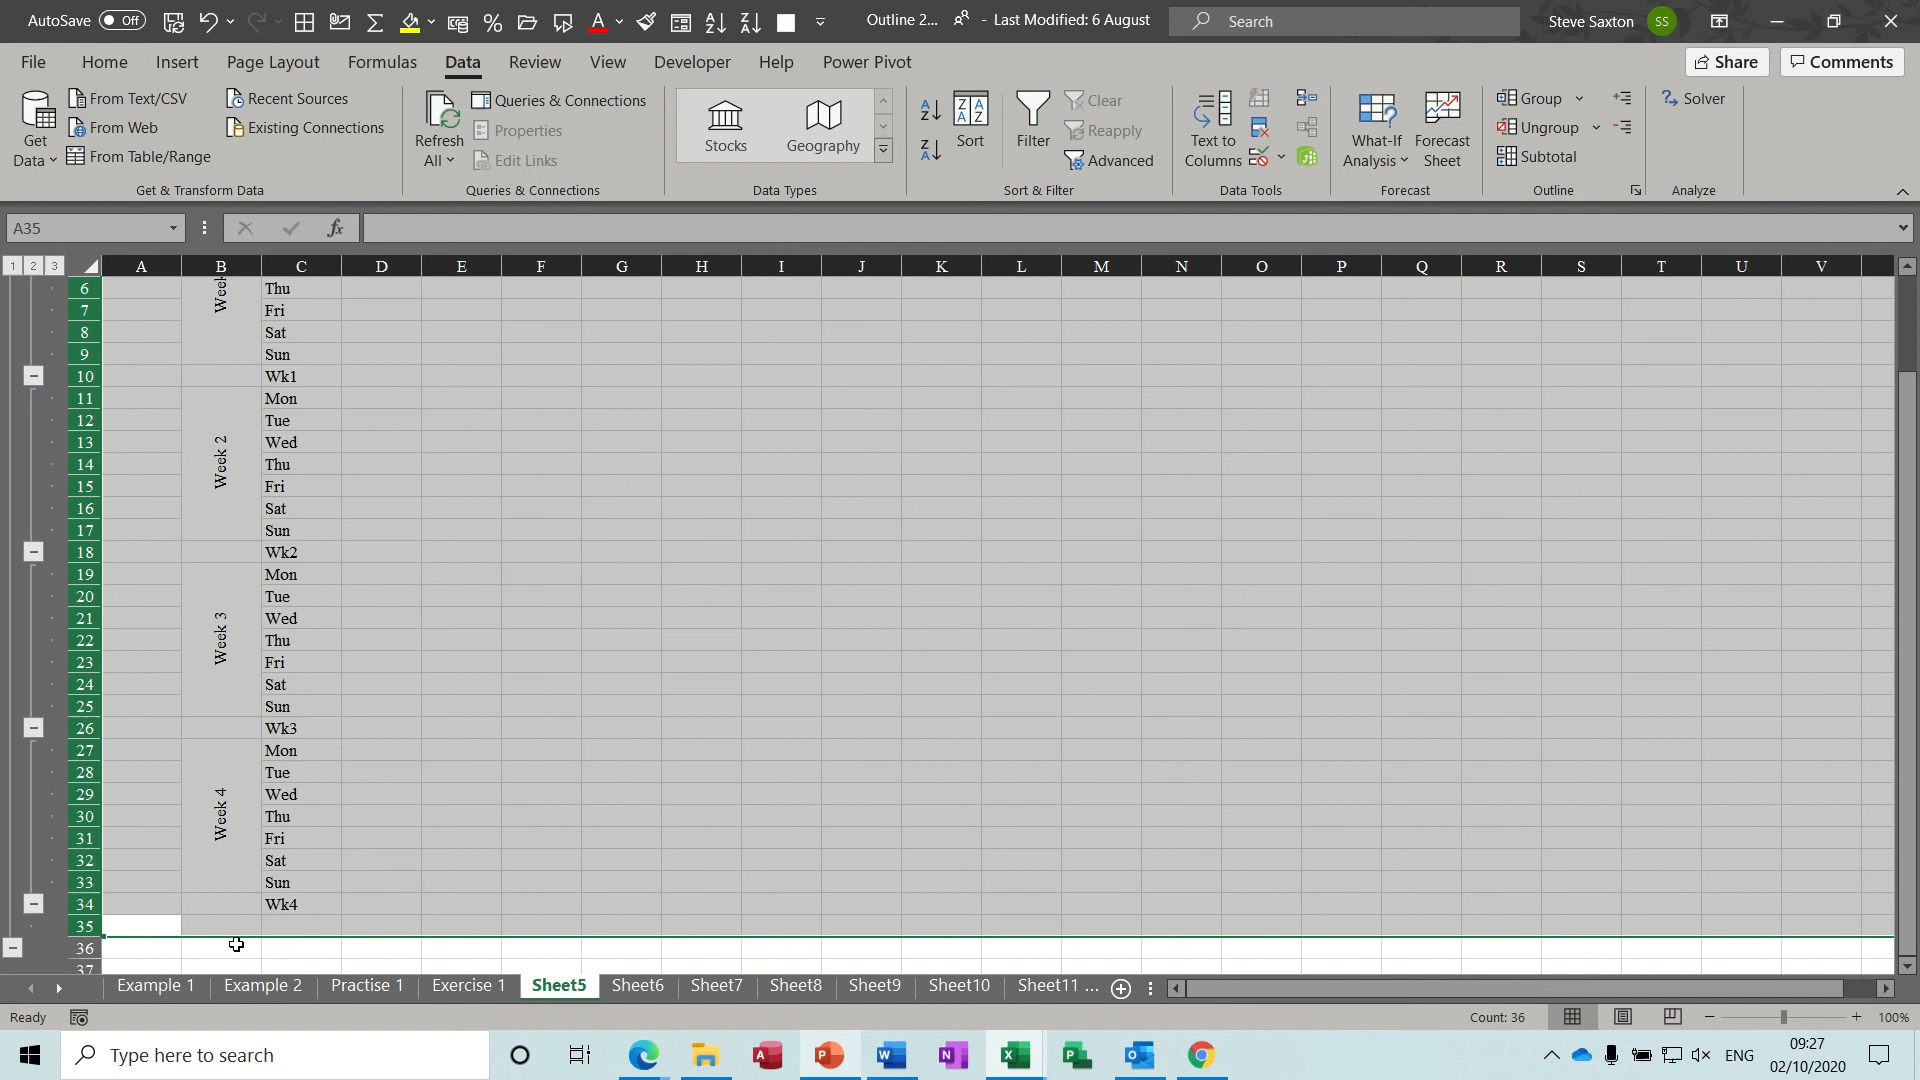 AutoSave Off Outline 2... - Last Modified: 6 August Search Steve Saxton SS
File Home Insert Page Layout Formulas Data Review View Developer Help Power Pivot Share Comments
Get Data
From Text/CSV
From Web
From Table/Range
Recent Sources
Existing Connections
Get & Transform Data
Refresh All
Queries & Connections
Properties
Edit Links
Queries & Connections
Stocks
Geography
Data Types
Sort
Filter
Clear
Reapply
Advanced
Sort & Filter
Text to Columns
Data Tools
What-If Analysis
Forecast Sheet
Forecast
Group
Ungroup
Subtotal
Outline
Solver
Analyze
A35 fx
1 2 3 A B C D E F G H I J K L M N O P Q R S T U V
6 Thu
7 Fri
8 Sat
9 Sun
10 Wk1
11 Mon
12 Tue
13 Wed
14 Thu
15 Fri
16 Sat
17 Sun
18 Wk2
19 Mon
20 Tue
21 Wed
22 Thu
23 Fri
24 Sat
25 Sun
26 Wk3
27 Mon
28 Tue
29 Wed
30 Thu
31 Fri
32 Sat
33 Sun
34 Wk4
35
36
37
Week
Week 2
Week 3
Week 4
Example 1 Example 2 Practise 1 Exercise 1 Sheet5 Sheet6 Sheet7 Sheet8 Sheet9 Sheet10 Sheet11 ...
Ready Count: 36 100%
Type here to search ENG 09:27
02/10/2020